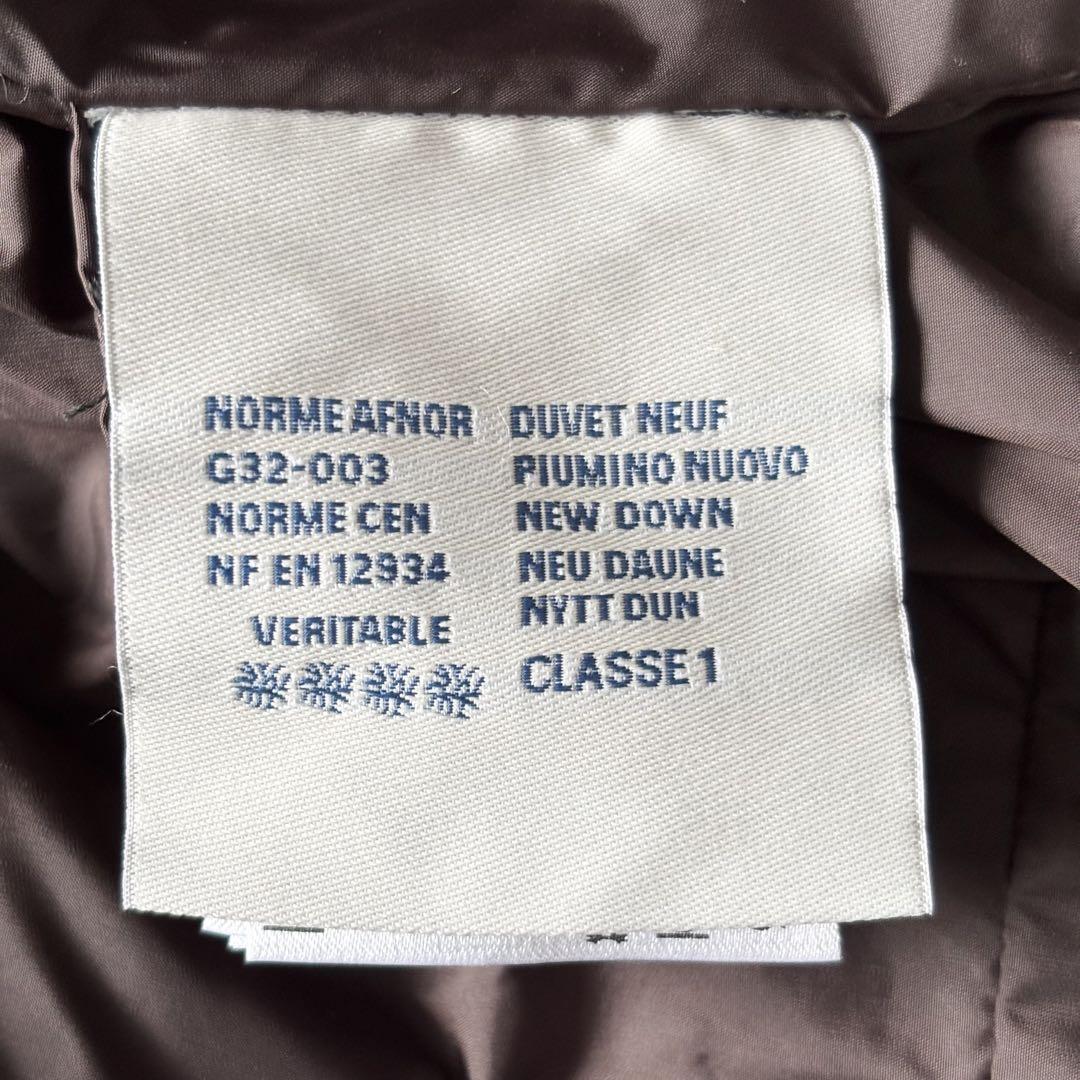 NORME AFNOR
G32-003
NORME CEN
NF EN 12934
VERITABLE
DUVET NEUF
PIUMINO NUOVO
NEW DOWN
NEU DAUNE
NYTT DUN
CLASSE 1